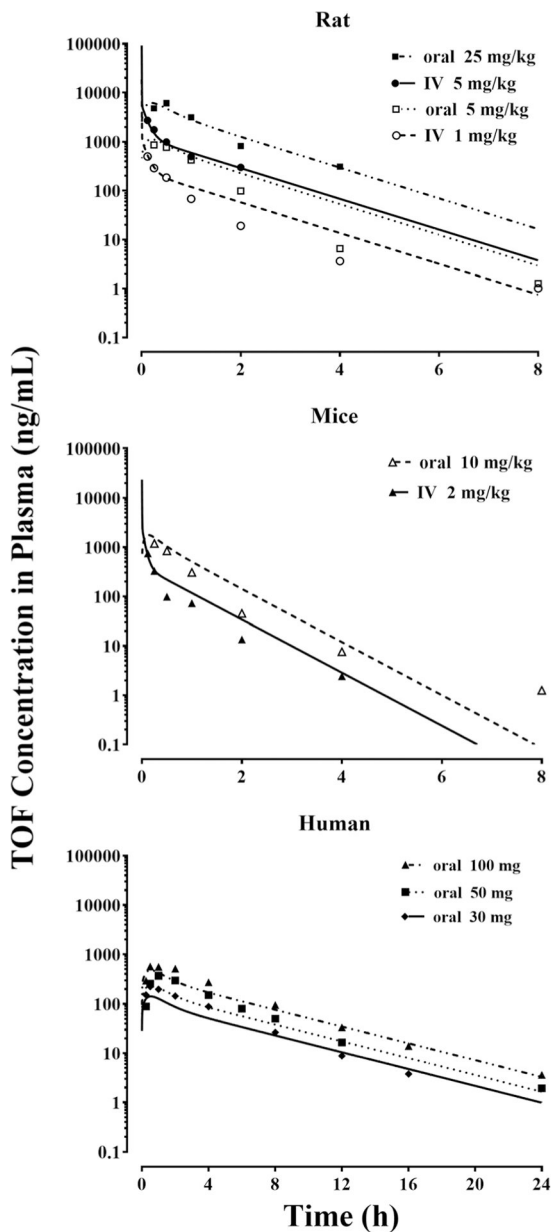 Rat
100000
10000
1000
100
10
1
0.1
oral 25 mg/kg
IV 5 mg/kg
oral 5 mg/kg
IV 1 mg/kg
0 2 4 6 8
Mice
100000
10000
1000
100
10
1
0.1
oral 10 mg/kg
IV 2 mg/kg
0 2 4 6 8
TOF Concentration in Plasma (ng/mL)
Human
100000
10000
1000
100
10
1
0.1
oral 100 mg
oral 50 mg
oral 30 mg
0 4 8 12 16 20 24
Time (h)